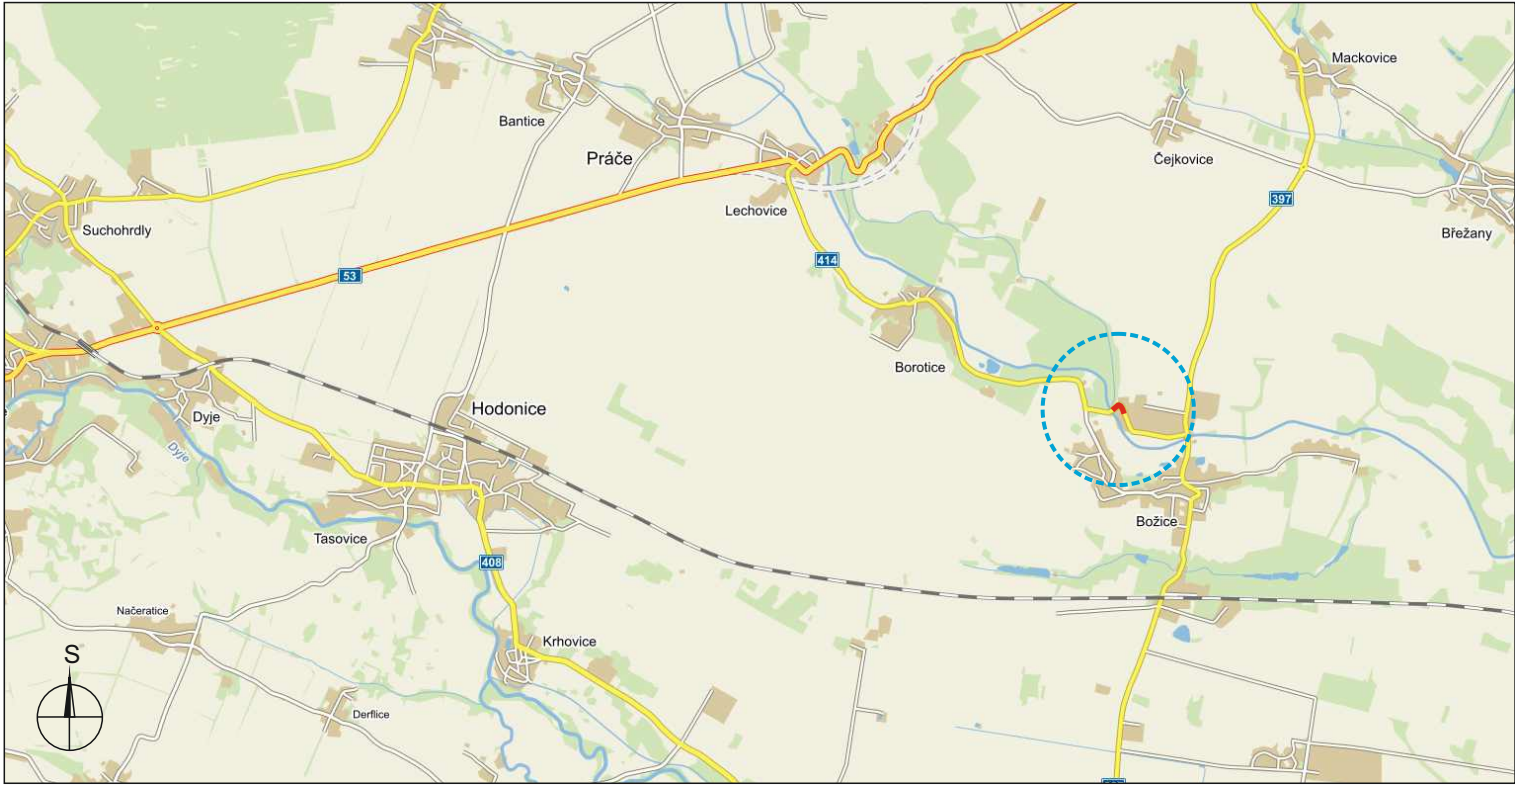 Mackovice
Bantice
Práče
Čejkovice
397
Lechovice
Suchohrdly
Břežany
414
53
Borotice
Hodonice
Dyje
Dyje
Božice
Tasovice
408
Načeratice
Krhovice
S
Derflice